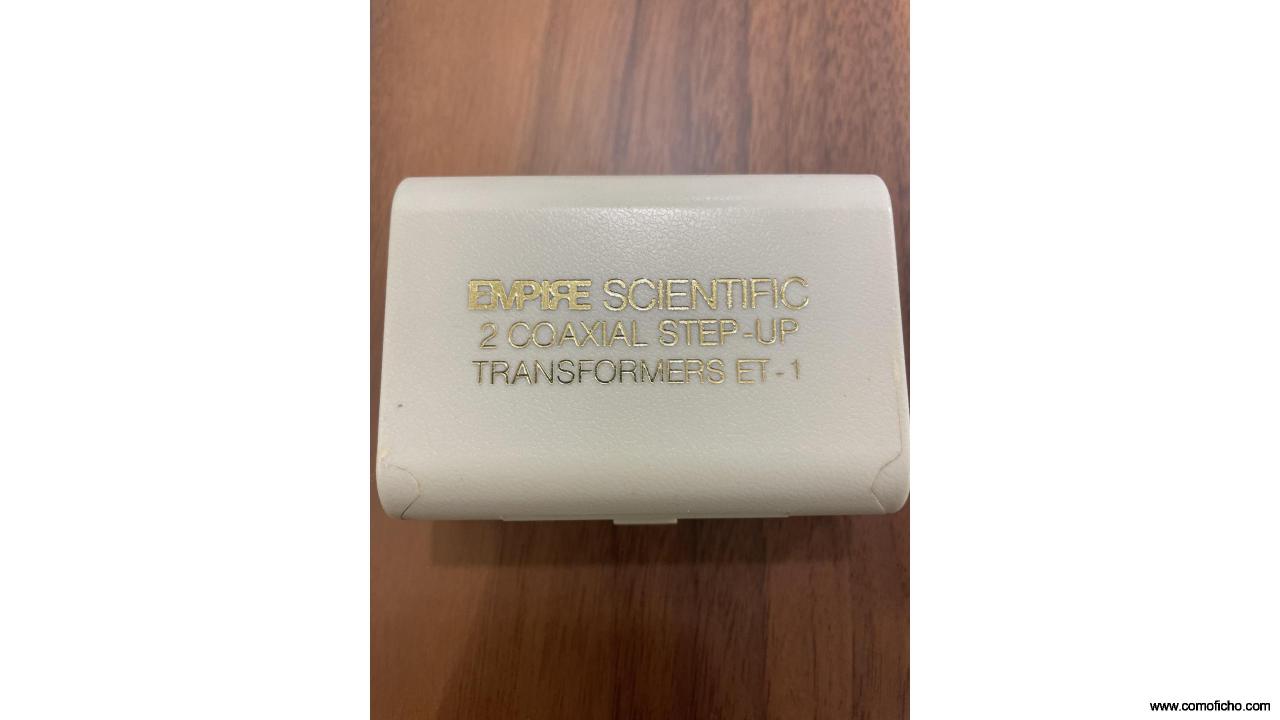 EMPIRE SCIENTIFIC
2 COAXIAL STEP-UP
TRANSFORMERS ET-1
www.comoficho.com